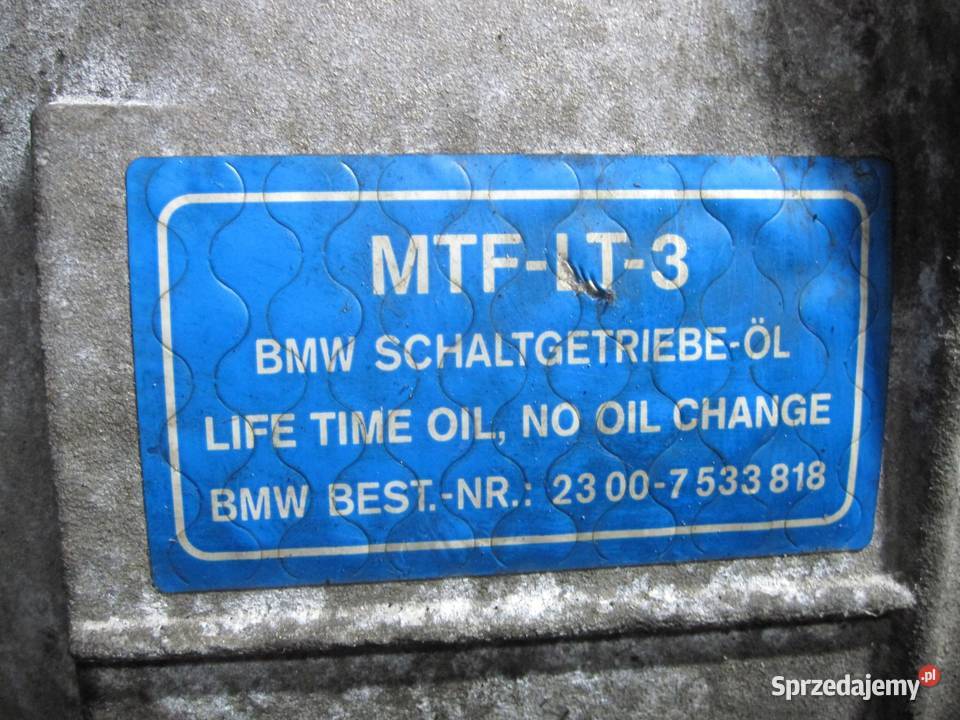 MTF-LT-3
BMW SCHALTGETRIEBE-ÖL
LIFE TIME OIL, NO OIL CHANGE
BMW BEST.-NR.: 23 00-7 533 818
Sprzedajemy.pl